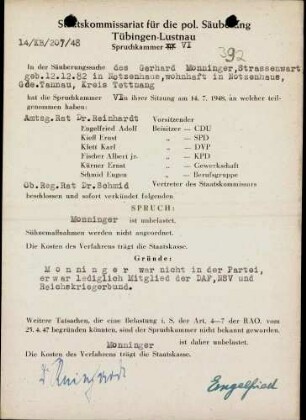 Staatskommissariat für die pol. Säuberung
Tübingen-Lustnau
14/KB/207/48
Spruchkammer VI
392
In der Säuberungssache des Gerhard Monninger, Strassenwart
geb. 12.12.82 in Notzenhaus, wohnhaft in Notzenhaus,
Gde. Tannau, Kreis Tettnang
hat die Spruchkammer VI in ihrer Sitzung am 14. 7. 1948, an welcher teil-
genommen haben:
Amtsg. Rat Dr. Reinhardt Vorsitzender
Engelfried Adolf Beisitzer — CDU
Kioll Ernst „ — SPD
Klett Karl „ — DVP
Fischer Albert jr. „ — KPD
Kürner Ernst „ — Gewerkschaft
Schmid Eugen „ — Berufsgruppe
Ob. Reg. Rat Dr. Schmid Vertreter des Staatskommissars
beschlossen und sofort verkündet folgenden
SPRUCH:
Monninger ist unbelastet.
Sühnemaßnahmen werden nicht angeordnet.
Die Kosten des Verfahrens trägt die Staatskasse.
Gründe:
M o n n i n g e r war nicht in der Partei,
er war lediglich Mitglied der DAF, NSV und
Reichskriegerbund.
Weitere Tatsachen, die eine Belastung i. S. der Art. 4—7 der RAO. vom
25. 4. 47 begründen könnten, sind der Spruchkammer nicht bekannt geworden.
Monninger ist daher unbelastet.
Die Kosten des Verfahrens trägt die Staatskasse.
Engelfried